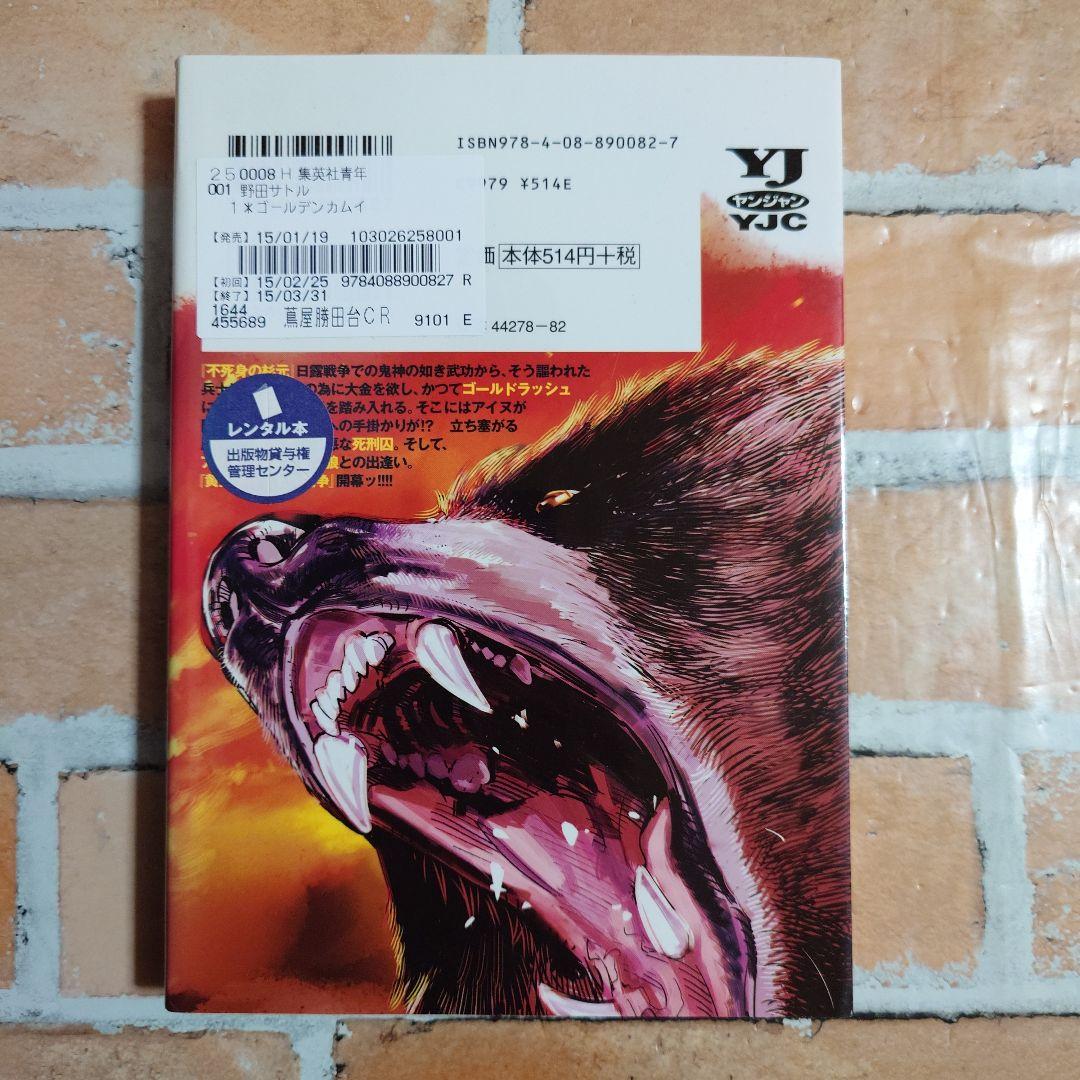 ISBN978-4-08-890082-7
979 ¥514E
YJ
ヤンジャン
YJC
250008H 集英社青年
001 野田サトル
1*ゴールデンカムイ
【発売】15/01/19 103026258001
【初回】15/02/25 9784088900827 R
【終了】15/03/31
1644
455689 蔦屋勝田台CR 9101 E
価 本体514円+税
44278-82
『不死身の杉元』日露戦争での鬼神の如き武功から、そう謳われた
兵士 の為に大金を欲し、かつてゴールドラッシュ
に を踏み入れる。そこにはアイヌが
への手掛かりが!? 立ち塞がる
な死刑囚。そして、
との出逢い。
争』開幕ッ!!!!
レンタル本
出版物貸与権
管理センター